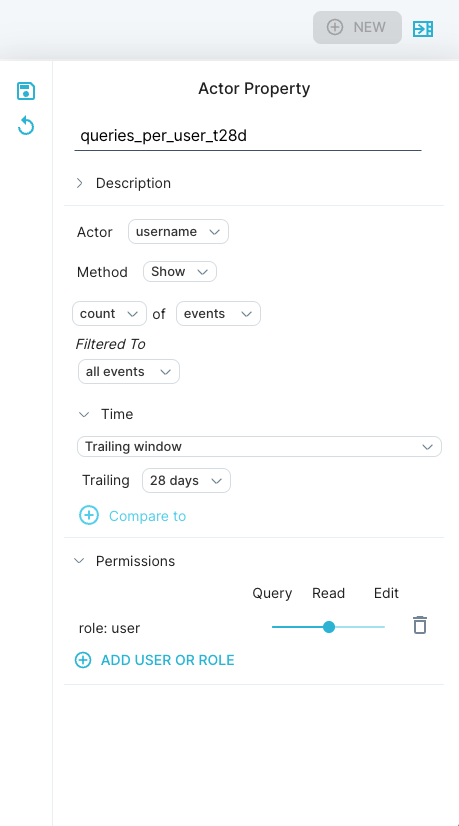 NEW
Actor Property
queries_per_user_t28d
Description
Actor username
Method Show
count of events
Filtered To
all events
Time
Trailing window
Trailing 28 days
Compare to
Permissions
Query Read Edit
role: user
ADD USER OR ROLE